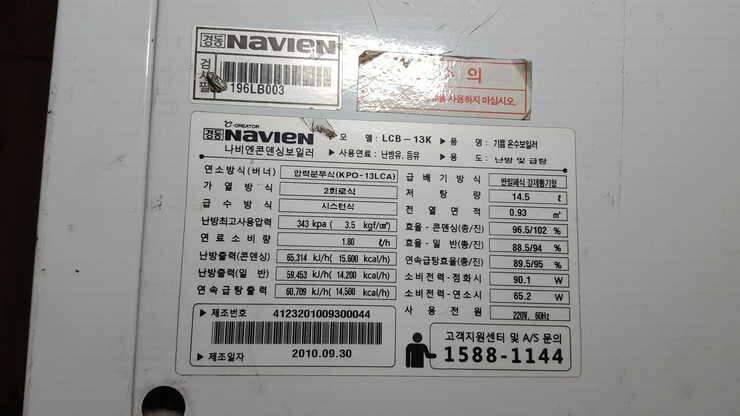 경동 NAVIEN
검사필
196LB003
주의
사용하지 마십시오.
CREATOR
경동 NAVIEN
나비엔콘덴싱보일러
모델: LCB-13K
품명: 기름 온수보일러
사용연료: 난방유, 등유
용도: 난방 및 급탕
연소방식(버너) 압력분무식(KPO-13LCA)
가열방식 2회로식
급수방식 시스턴식
난방최고사용압력 343 kpa ( 3.5 kgf/㎠)
연료소비량 1.80 ℓ/h
난방출력(콘덴싱) 65,314 kJ/h( 15,600 kcal/h)
난방출력(일반) 59,453 kJ/h( 14,200 kcal/h)
연속급탕출력 60,709 kJ/h( 14,500 kcal/h)
급배기방식 반밀폐식 강제통기형
저탕량 14.5 ℓ
전열면적 0.93 ㎡
효율-콘덴싱(총/진) 96.5/102 %
효율-일반(총/진) 88.5/94 %
연속급탕효율(총/진) 89.5/95 %
소비전력-점화시 90.1 W
소비전력-연소시 65.2 W
사용전원 220V, 60Hz
제조번호 4123201009300044
제조일자 2010.09.30
고객지원센터 및 A/S 문의
1588-1144